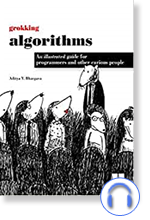 grokking
algorithms
An illustrated guide for
programmers and other curious people
Aditya Y. Bhargava